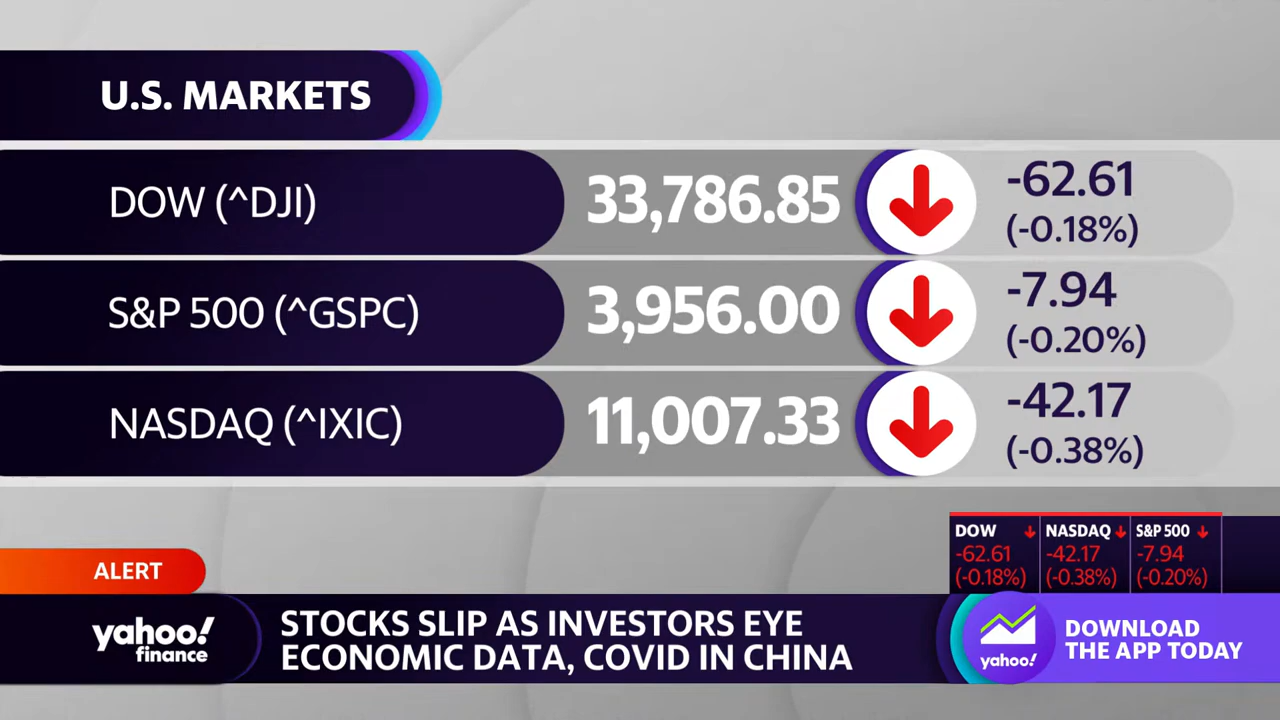 U.S. MARKETS
DOW (^DJI) 33,786.85 -62.61
(-0.18%)
S&P 500 (^GSPC) 3,956.00 -7.94
(-0.20%)
NASDAQ (^IXIC) 11,007.33 -42.17
(-0.38%)
DOW NASDAQ S&P 500
-62.61 -42.17 -7.94
(-0.18%) (-0.38%) (-0.20%)
ALERT
yahoo!
finance
STOCKS SLIP AS INVESTORS EYE
ECONOMIC DATA, COVID IN CHINA
yahoo!
DOWNLOAD
THE APP TODAY